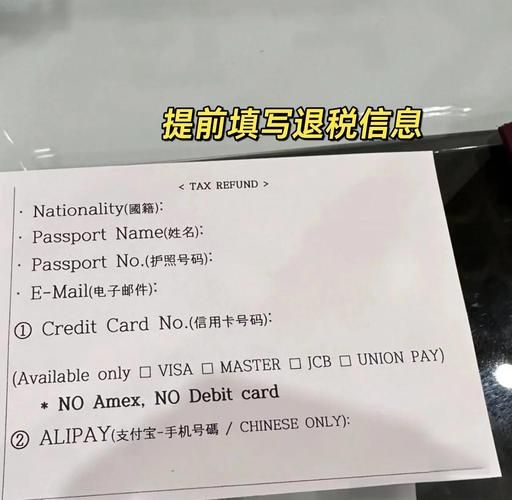 提前填写退税信息
< TAX REFUND >
· Nationality(國籍):
· Passport Name(姓名):
· Passport No.(护照号码):
· E-Mail(电子邮件):
① Credit Card No.(信用卡号码):
(Available only □ VISA □ MASTER □ JCB □ UNION PAY)
* NO Amex, NO Debit card
② ALIPAY(支付宝-手机号碼 / CHINESE ONLY):